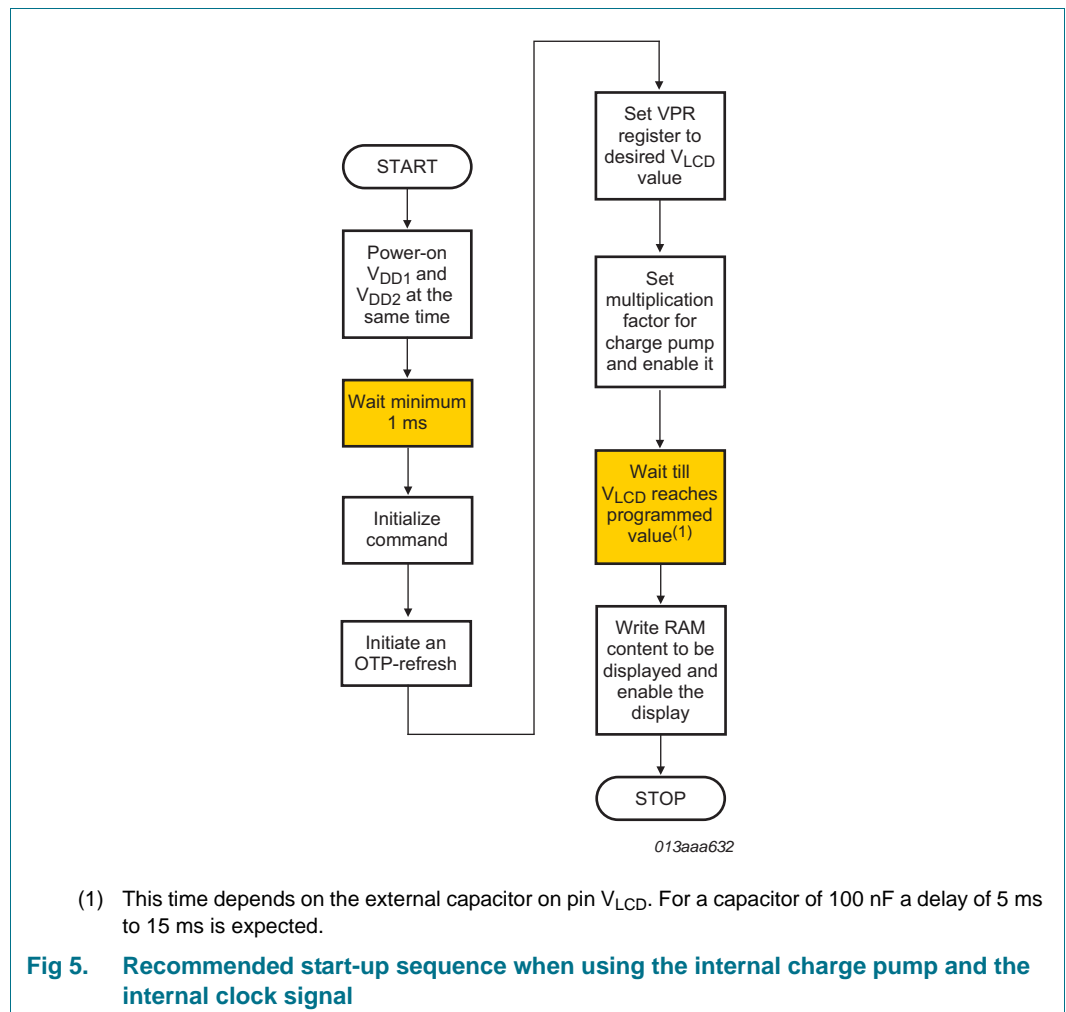 START
Power-on
VDD1 and
VDD2 at the
same time
Wait minimum
1 ms
Initialize
command
Initiate an
OTP-refresh
Set VPR
register to
desired VLCD
value
Set
multiplication
factor for
charge pump
and enable it
Wait till
VLCD reaches
programmed
value(1)
Write RAM
content to be
displayed and
enable the
display
STOP
013aaa632
(1) This time depends on the external capacitor on pin VLCD. For a capacitor of 100 nF a delay of 5 ms
to 15 ms is expected.
Fig 5. Recommended start-up sequence when using the internal charge pump and the
internal clock signal